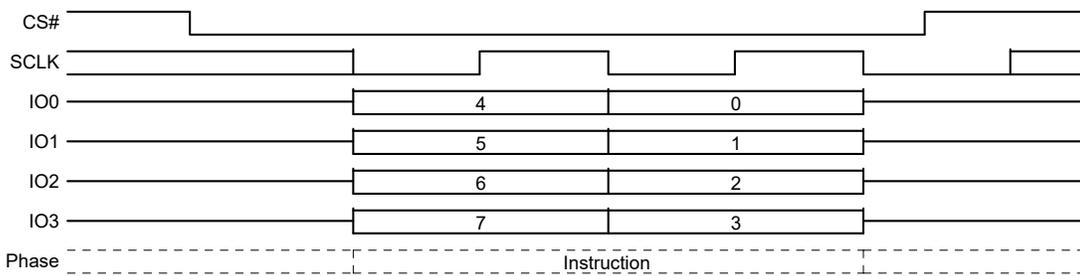 CS#
SCLK
IO0 4 0
IO1 5 1
IO2 6 2
IO3 7 3
Phase Instruction